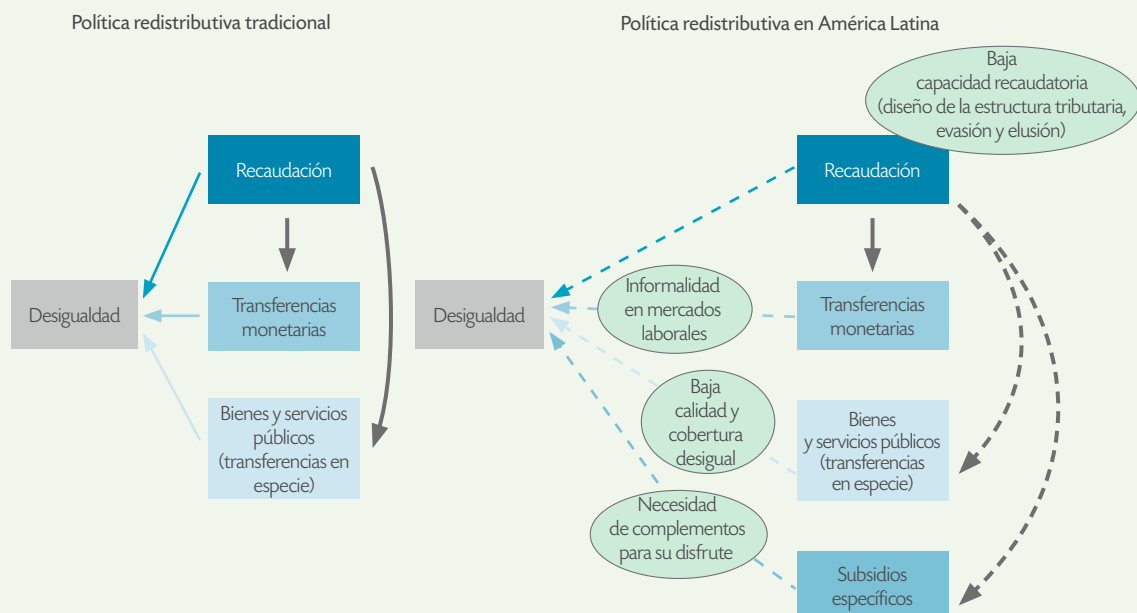 Política redistributiva tradicional
Recaudación
Desigualdad
Transferencias
monetarias
Bienes y servicios
públicos
(transferencias en
especie)
Política redistributiva en América Latina
Baja
capacidad recaudatoria
(diseño de la estructura tributaria,
evasión y elusión)
Recaudación
Desigualdad
Informalidad
en mercados
laborales
Transferencias
monetarias
Baja
calidad y
cobertura
desigual
Bienes
y servicios públicos
(transferencias
en especie)
Necesidad
de complementos
para su disfrute
Subsidios
específicos